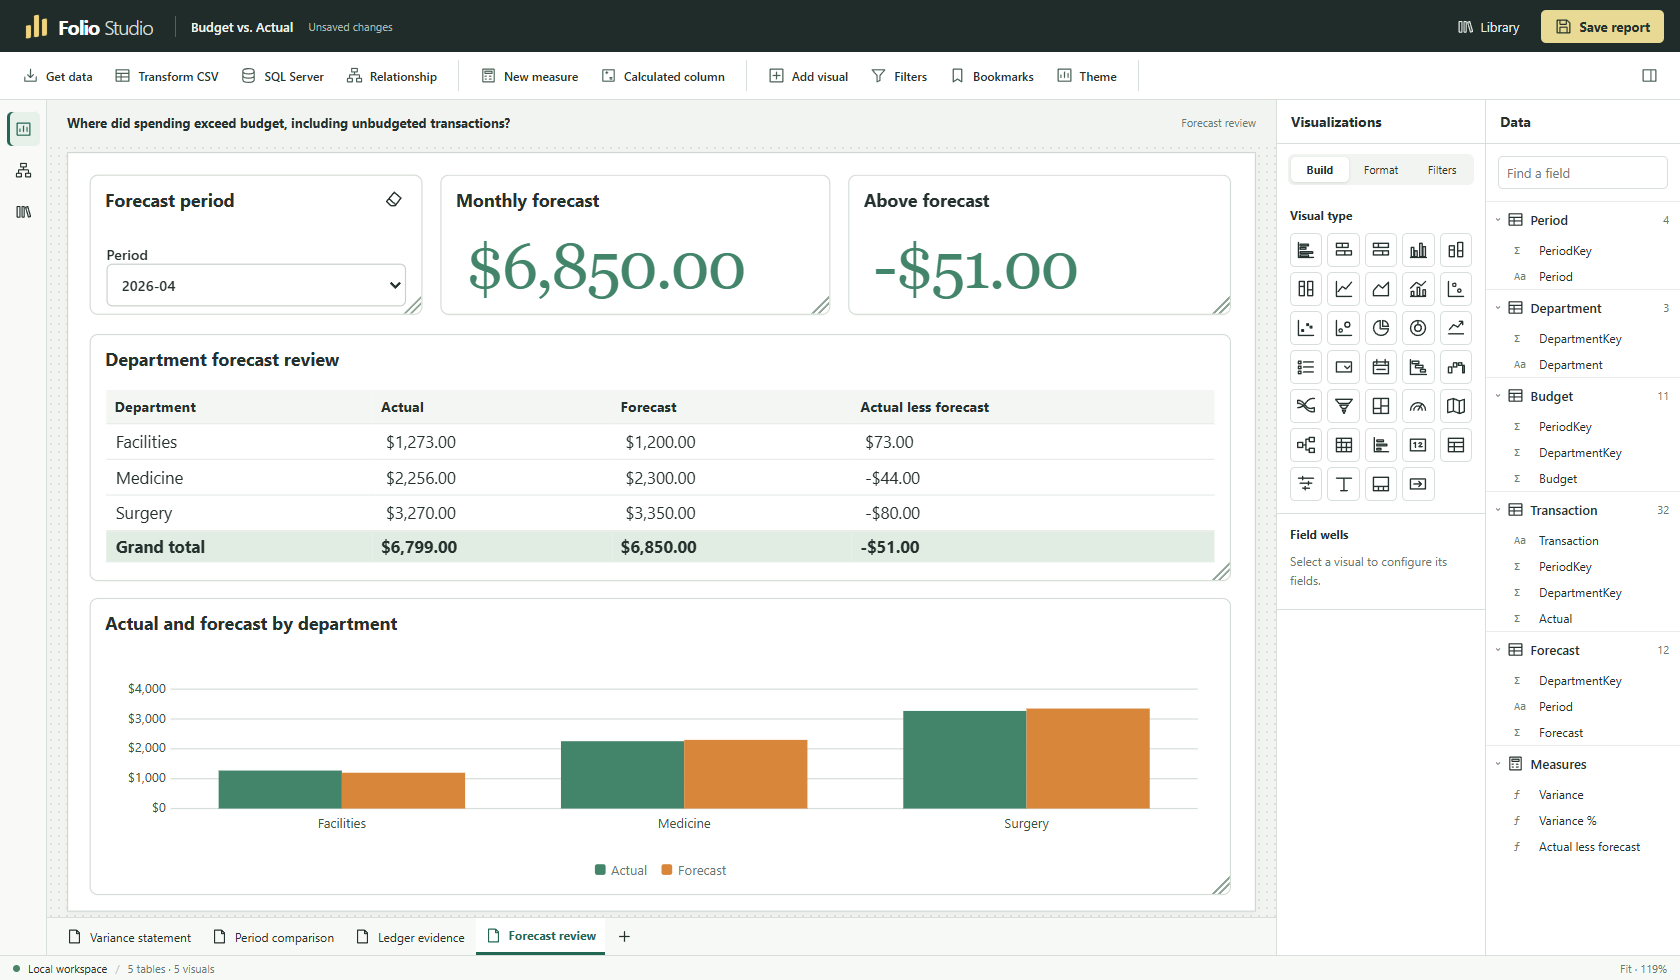 Folio Studio
Budget vs. Actual
Unsaved changes
Library
Save report
Get data
Transform CSV
SQL Server
Relationship
New measure
Calculated column
Add visual
Filters
Bookmarks
Theme
Where did spending exceed budget, including unbudgeted transactions?
Forecast review
Forecast period
Period
2026-04
Monthly forecast
$6,850.00
Above forecast
-$51.00
Department forecast review
Department Actual Forecast Actual less forecast
Facilities $1,273.00 $1,200.00 $73.00
Medicine $2,256.00 $2,300.00 -$44.00
Surgery $3,270.00 $3,350.00 -$80.00
Grand total $6,799.00 $6,850.00 -$51.00
Actual and forecast by department
$4,000
$3,000
$2,000
$1,000
$0
Facilities Medicine Surgery
Actual Forecast
Variance statement
Period comparison
Ledger evidence
Forecast review
Visualizations
Build Format Filters
Visual type
12
Field wells
Select a visual to configure its
fields.
Data
Find a field
Period 4
Σ PeriodKey
Aa Period
Department 3
Σ DepartmentKey
Aa Department
Budget 11
Σ PeriodKey
Σ DepartmentKey
Σ Budget
Transaction 32
Aa Transaction
Σ PeriodKey
Σ DepartmentKey
Σ Actual
Forecast 12
Σ DepartmentKey
Aa Period
Σ Forecast
Measures
ƒ Variance
ƒ Variance %
ƒ Actual less forecast
Local workspace / 5 tables · 5 visuals
Fit · 119%